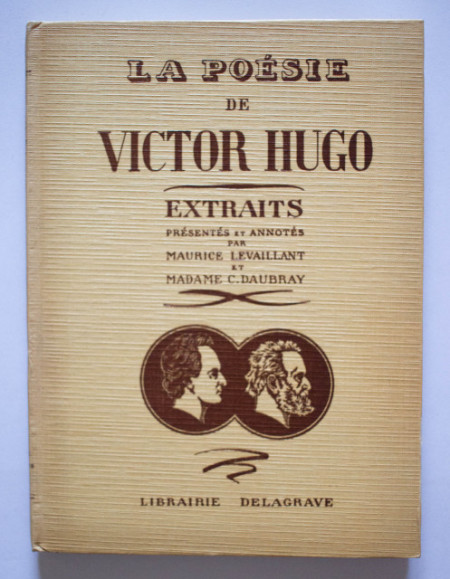 LA POÉSIE
DE
VICTOR HUGO
EXTRAITS
PRÉSENTÉS ET ANNOTÉS
PAR
MAURICE LEVAILLANT
ET
MADAME C. DAUBRAY
LIBRAIRIE DELAGRAVE